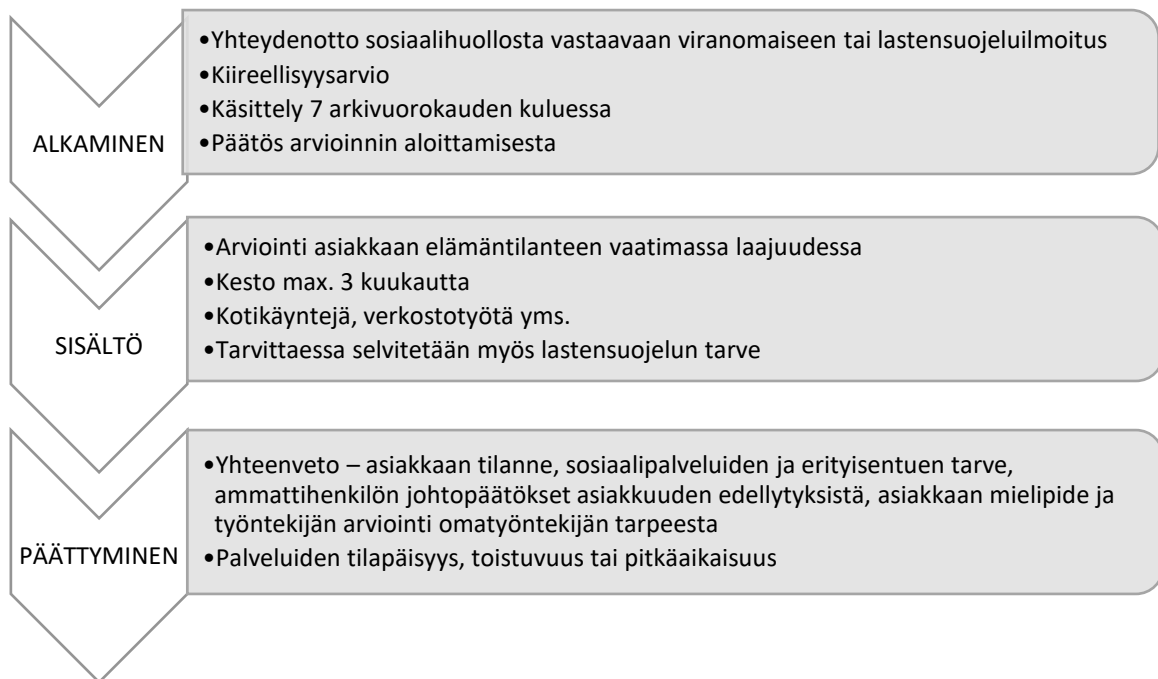 ALKAMINEN
•Yhteydenotto sosiaalihuollosta vastaavaan viranomaiseen tai lastensuojeluilmoitus
•Kiireellisyysarvio
•Käsittely 7 arkivuorokauden kuluessa
•Päätös arvioinnin aloittamisesta
SISÄLTÖ
•Arviointi asiakkaan elämäntilanteen vaatimassa laajuudessa
•Kesto max. 3 kuukautta
•Kotikäyntejä, verkostotyötä yms.
•Tarvittaessa selvitetään myös lastensuojelun tarve
PÄÄTTYMINEN
•Yhteenveto – asiakkaan tilanne, sosiaalipalveluiden ja erityisentuen tarve,
ammattihenkilön johtopäätökset asiakkuuden edellytyksistä, asiakkaan mielipide ja
työntekijän arviointi omatyöntekijän tarpeesta
•Palveluiden tilapäisyys, toistuvuus tai pitkäaikaisuus